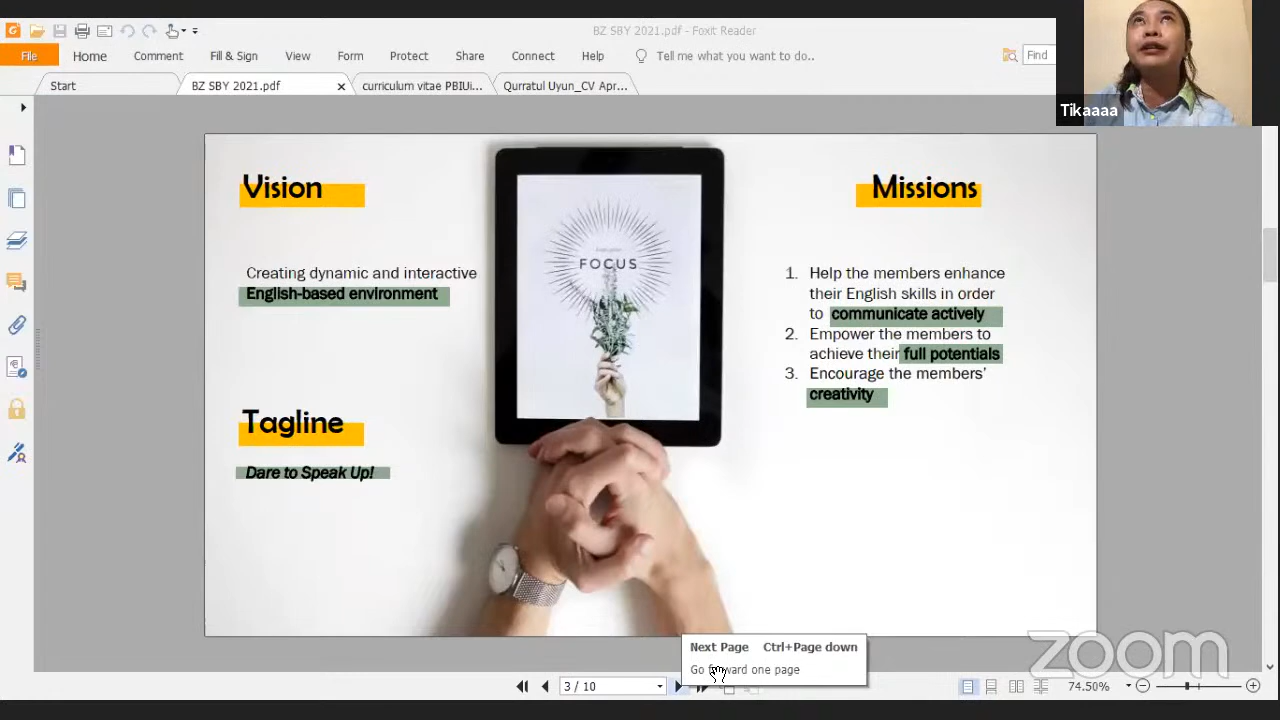 BZ SBY 2021.pdf - Foxit Reader
File Home Comment Fill & Sign View Form Protect Share Connect Help Tell me what you want to do.. Find
Start BZ SBY 2021.pdf curriculum vitae PBIUi... Qurratul Uyun_CV Apr...
Tikaaaa
Vision
Creating dynamic and interactive
English-based environment
Tagline
Dare to Speak Up!
FOCUS
Missions
1. Help the members enhance
their English skills in order
to communicate actively
2. Empower the members to
achieve their full potentials
3. Encourage the members’
creativity
Next Page Ctrl+Page down
Go forward one page
3 / 10
74.50%
zoom